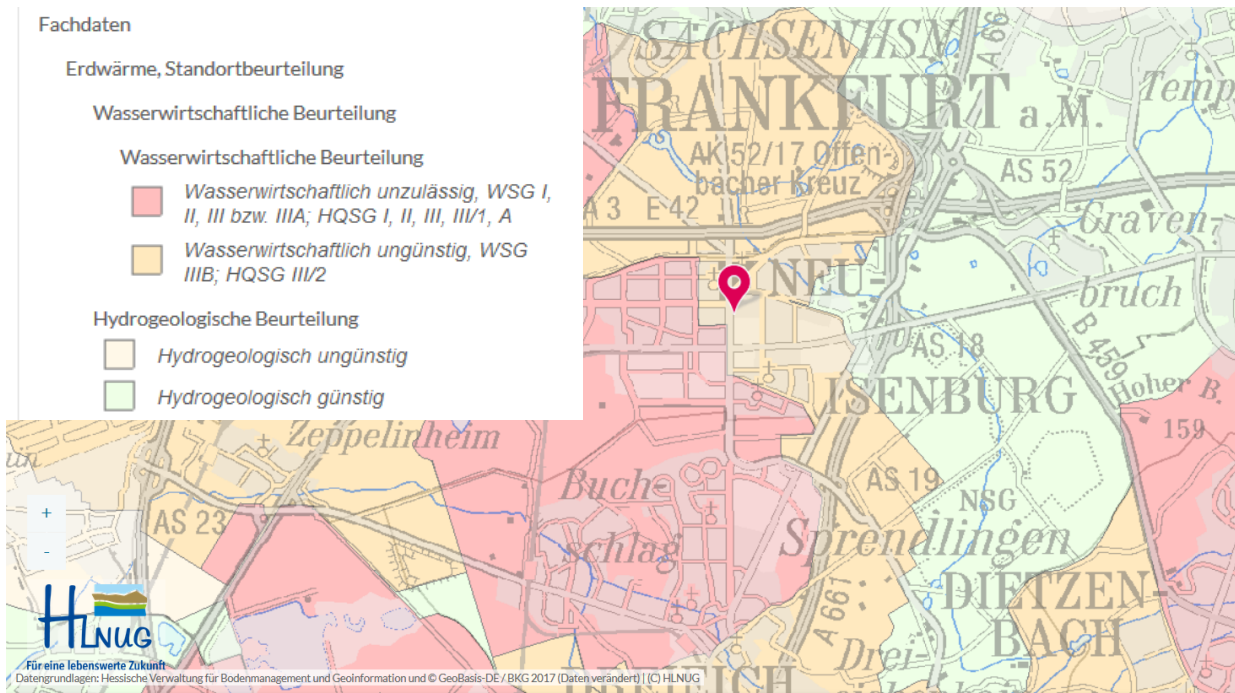 Fachdaten
Erdwärme, Standortbeurteilung
Wasserwirtschaftliche Beurteilung
Wasserwirtschaftliche Beurteilung
Wasserwirtschaftlich unzulässig, WSG I,
II, III bzw. IIIA; HQSG I, II, III, III/1, A
Wasserwirtschaftlich ungünstig, WSG
IIIB; HQSG III/2
Hydrogeologische Beurteilung
Hydrogeologisch ungünstig
Hydrogeologisch günstig
SACHSENHSN
A 66
FRANKFURT a.M.
Temp
AK 52/17 Offen-
bacher Kreuz
AS 52
A 3 E 42
Graven-
bruch
NEU-
B 459
AS 18
ISENBURG
Hoher B.
159
Zeppelinheim
Buch-
schlag
AS 19
NSG
AS 23
Sprendlingen
DIETZEN-
BACH
A 661
Drei-
+
-
HLNUG
Für eine lebenswerte Zukunft
Datengrundlagen: Hessische Verwaltung für Bodenmanagement und Geoinformation und © GeoBasis-DE / BKG 2017 (Daten verändert) | (C) HLNUG